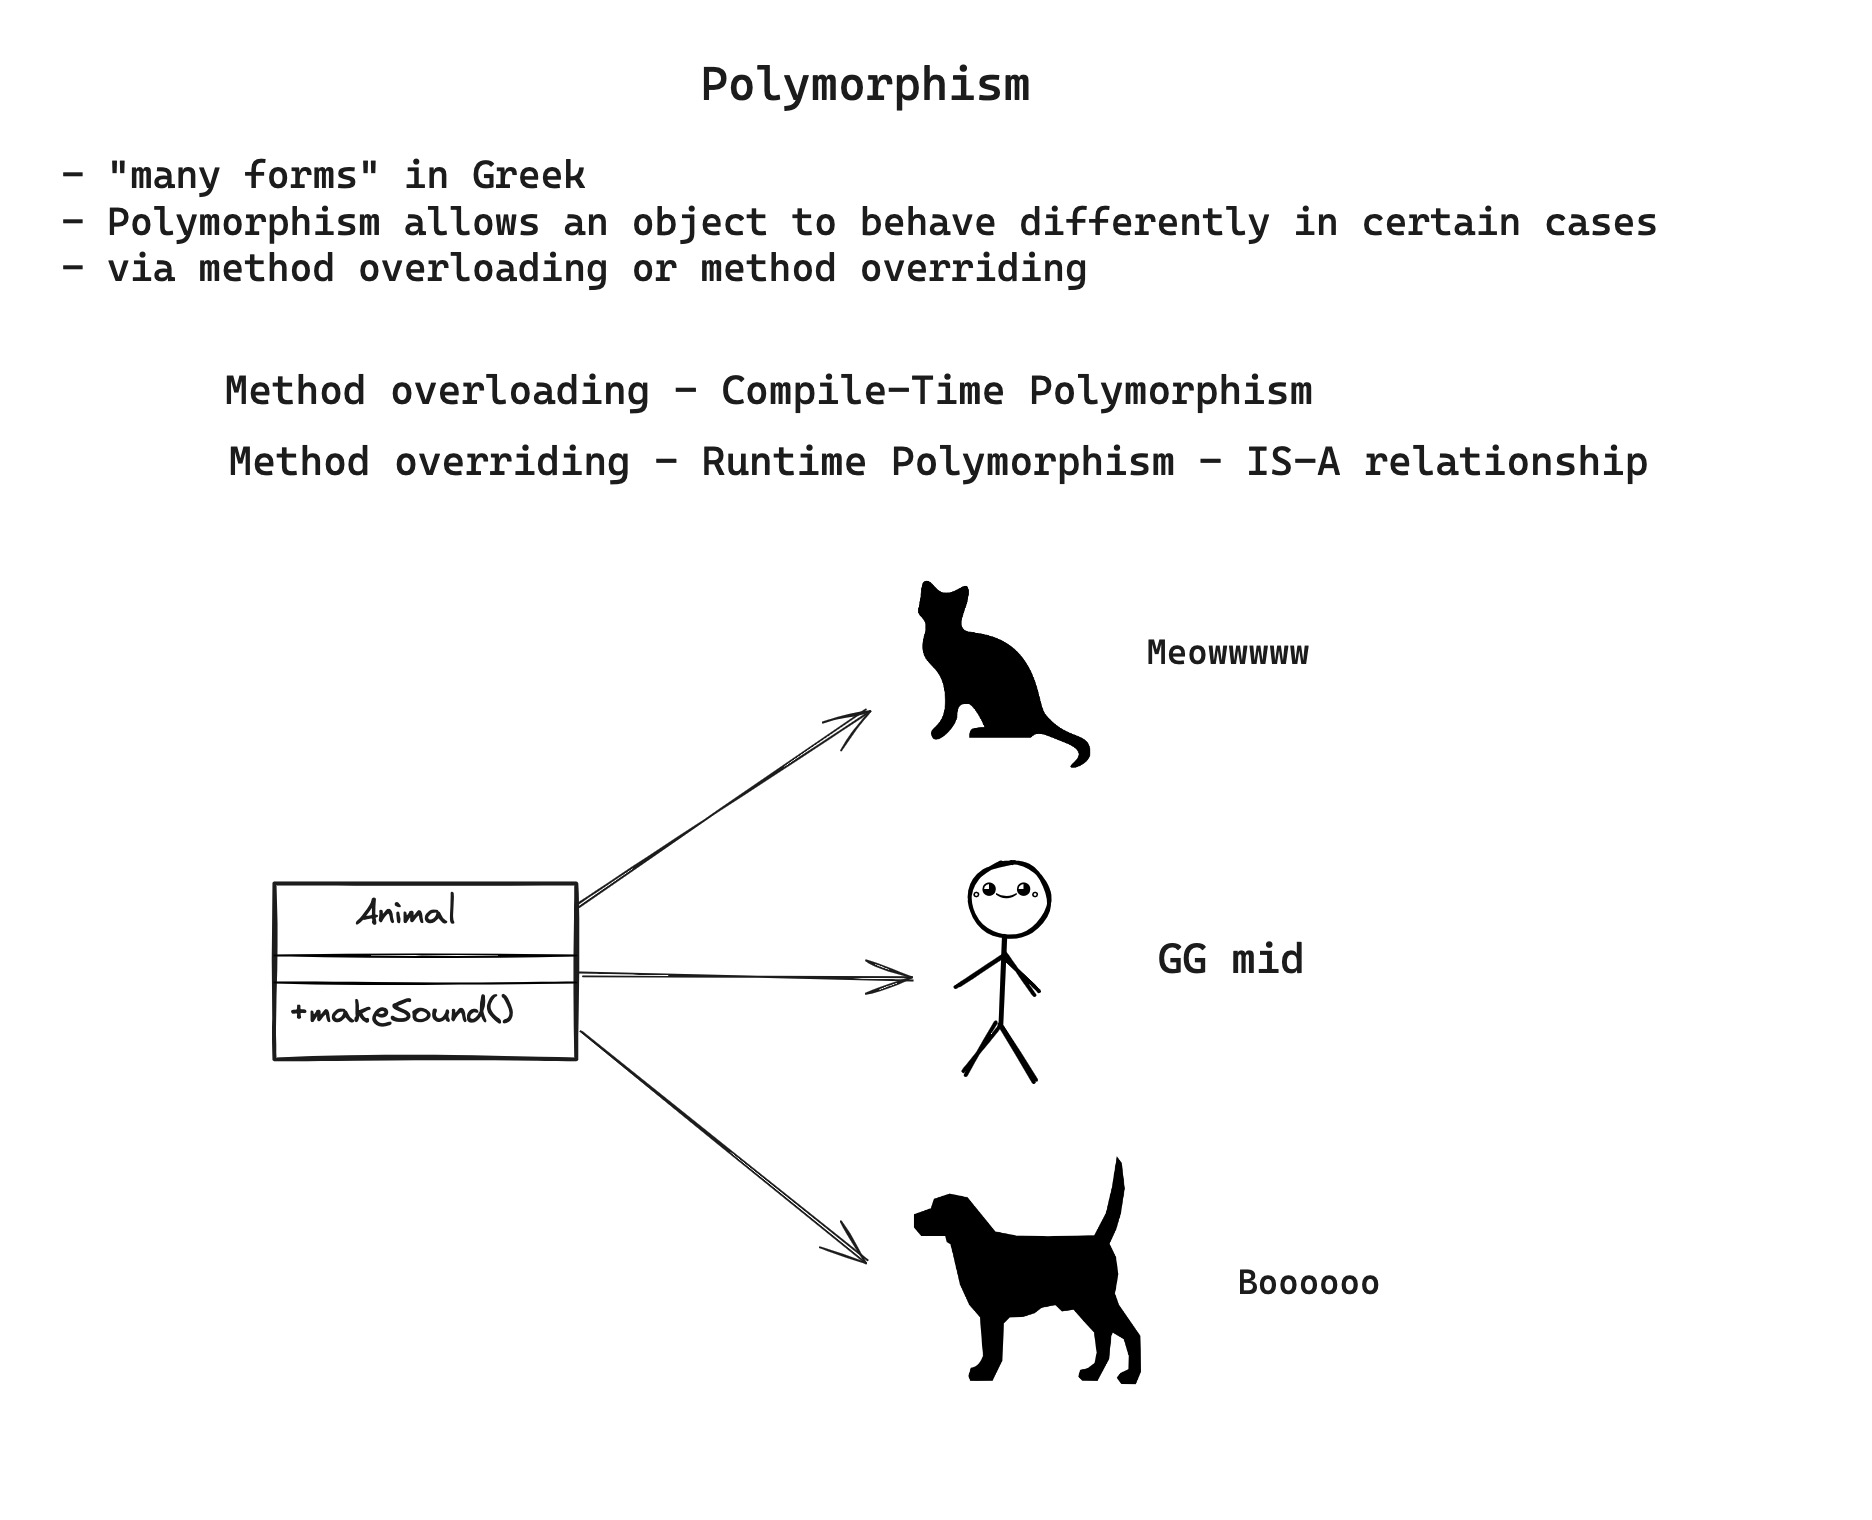 Polymorphism
- "many forms" in Greek
- Polymorphism allows an object to behave differently in certain cases
- via method overloading or method overriding
Method overloading - Compile-Time Polymorphism
Method overriding - Runtime Polymorphism - IS-A relationship
Meowwwww
Animal
+makeSound()
GG mid
Boooooo